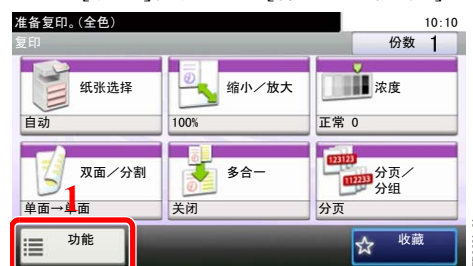 准备复印。(全色)
10:10
复印
份数 1
纸张选择
自动
缩小／放大
100%
浓度
正常 0
双面／分割
单面→单面
多合一
关闭
123123
112233
分页／
分组
分页
1
功能
收藏